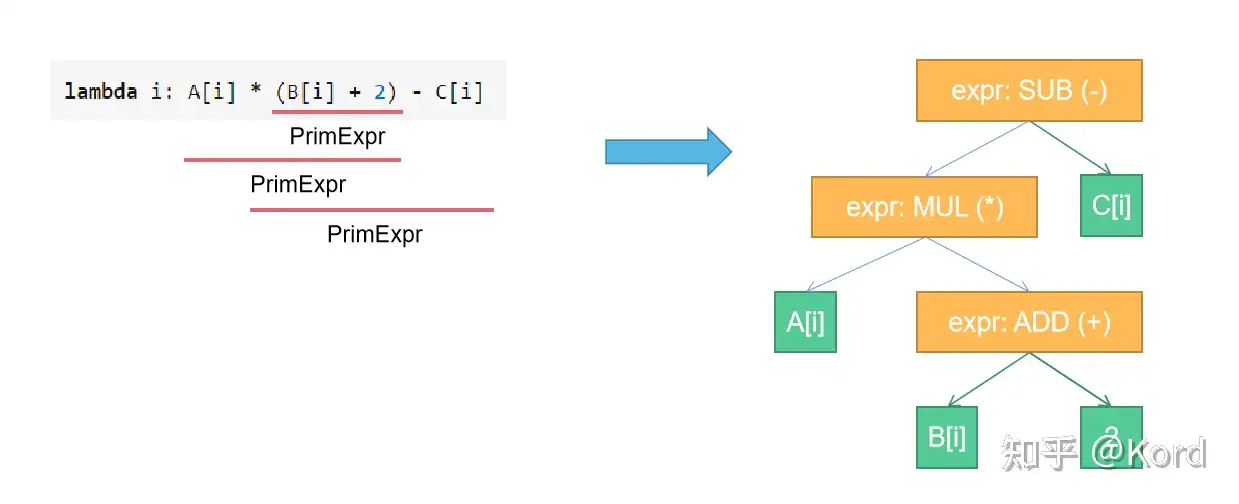 lambda i: A[i] * (B[i] + 2) - C[i]
PrimExpr
PrimExpr
PrimExpr
expr: SUB (-)
expr: MUL (*)
C[i]
A[i]
expr: ADD (+)
B[i]
2
知乎 @Kord